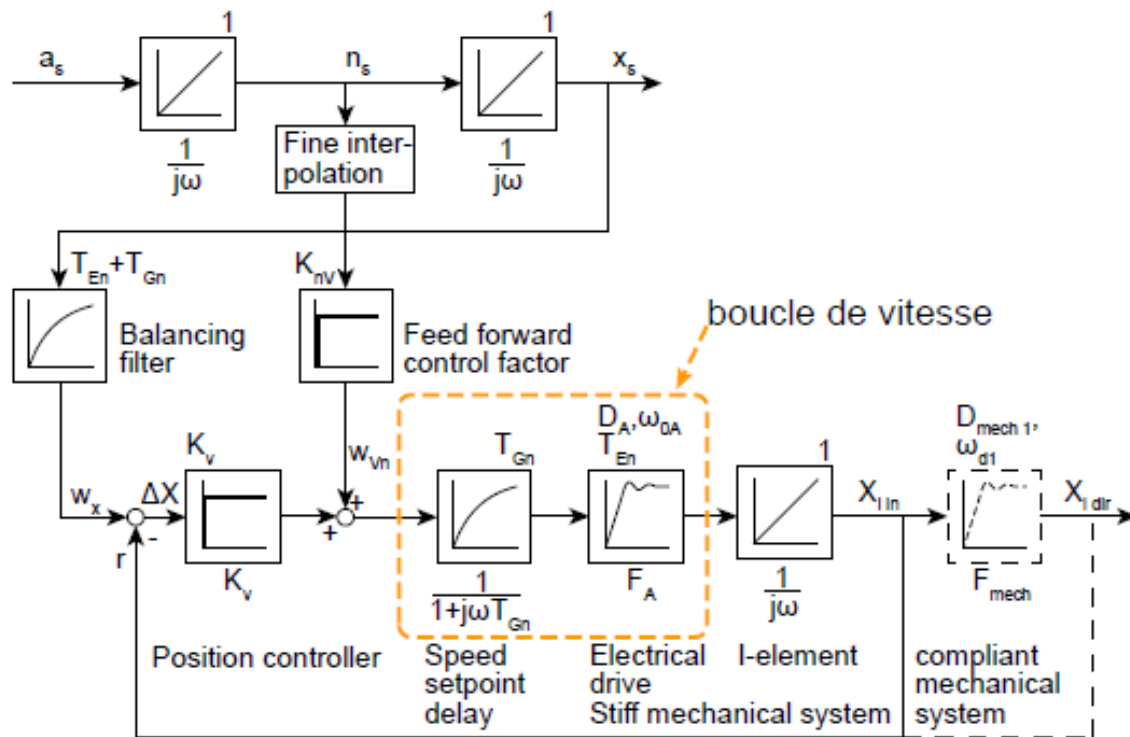 1
1
a_s
n_s
x_s
Fine inter-
polation
1
jω
1
jω
T_En+T_Gn
K_nV
boucle de vitesse
Balancing
filter
Feed forward
control factor
D_A, ω_0A
D_mech 1,
K_v
w_Vn
T_Gn
T_En
1
ω_d1
w_x
ΔX
X_I in
X_I dir
+
-
+
r
K_v
1
1+jωT_Gn
F_A
1
jω
F_mech
Position controller
Speed
setpoint
delay
Electrical
drive
Stiff mechanical system
I-element
compliant
mechanical
system